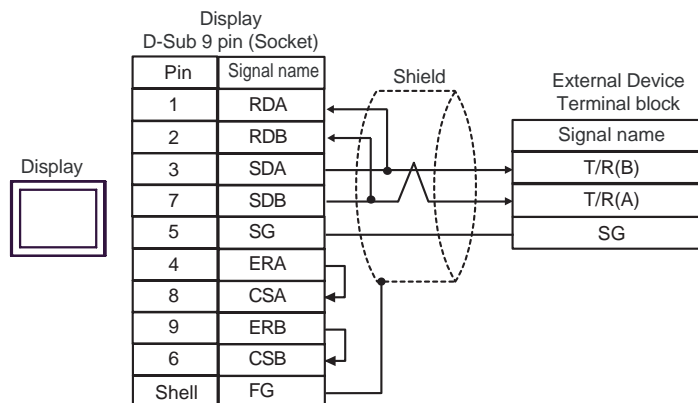 Display
D-Sub 9 pin (Socket)
Pin Signal name
1 RDA
2 RDB
3 SDA
7 SDB
5 SG
4 ERA
8 CSA
9 ERB
6 CSB
Shell FG
Display
Shield
External Device
Terminal block
Signal name
T/R(B)
T/R(A)
SG